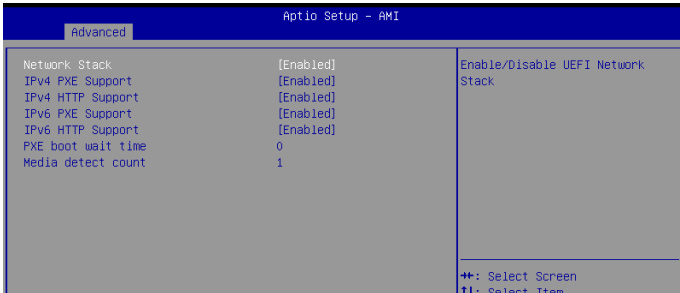 Aptio Setup – AMI
Advanced
Network Stack [Enabled]
IPv4 PXE Support [Enabled]
IPv4 HTTP Support [Enabled]
IPv6 PXE Support [Enabled]
IPv6 HTTP Support [Enabled]
PXE boot wait time 0
Media detect count 1
Enable/Disable UEFI Network
Stack
→←: Select Screen
↑↓: Select Item